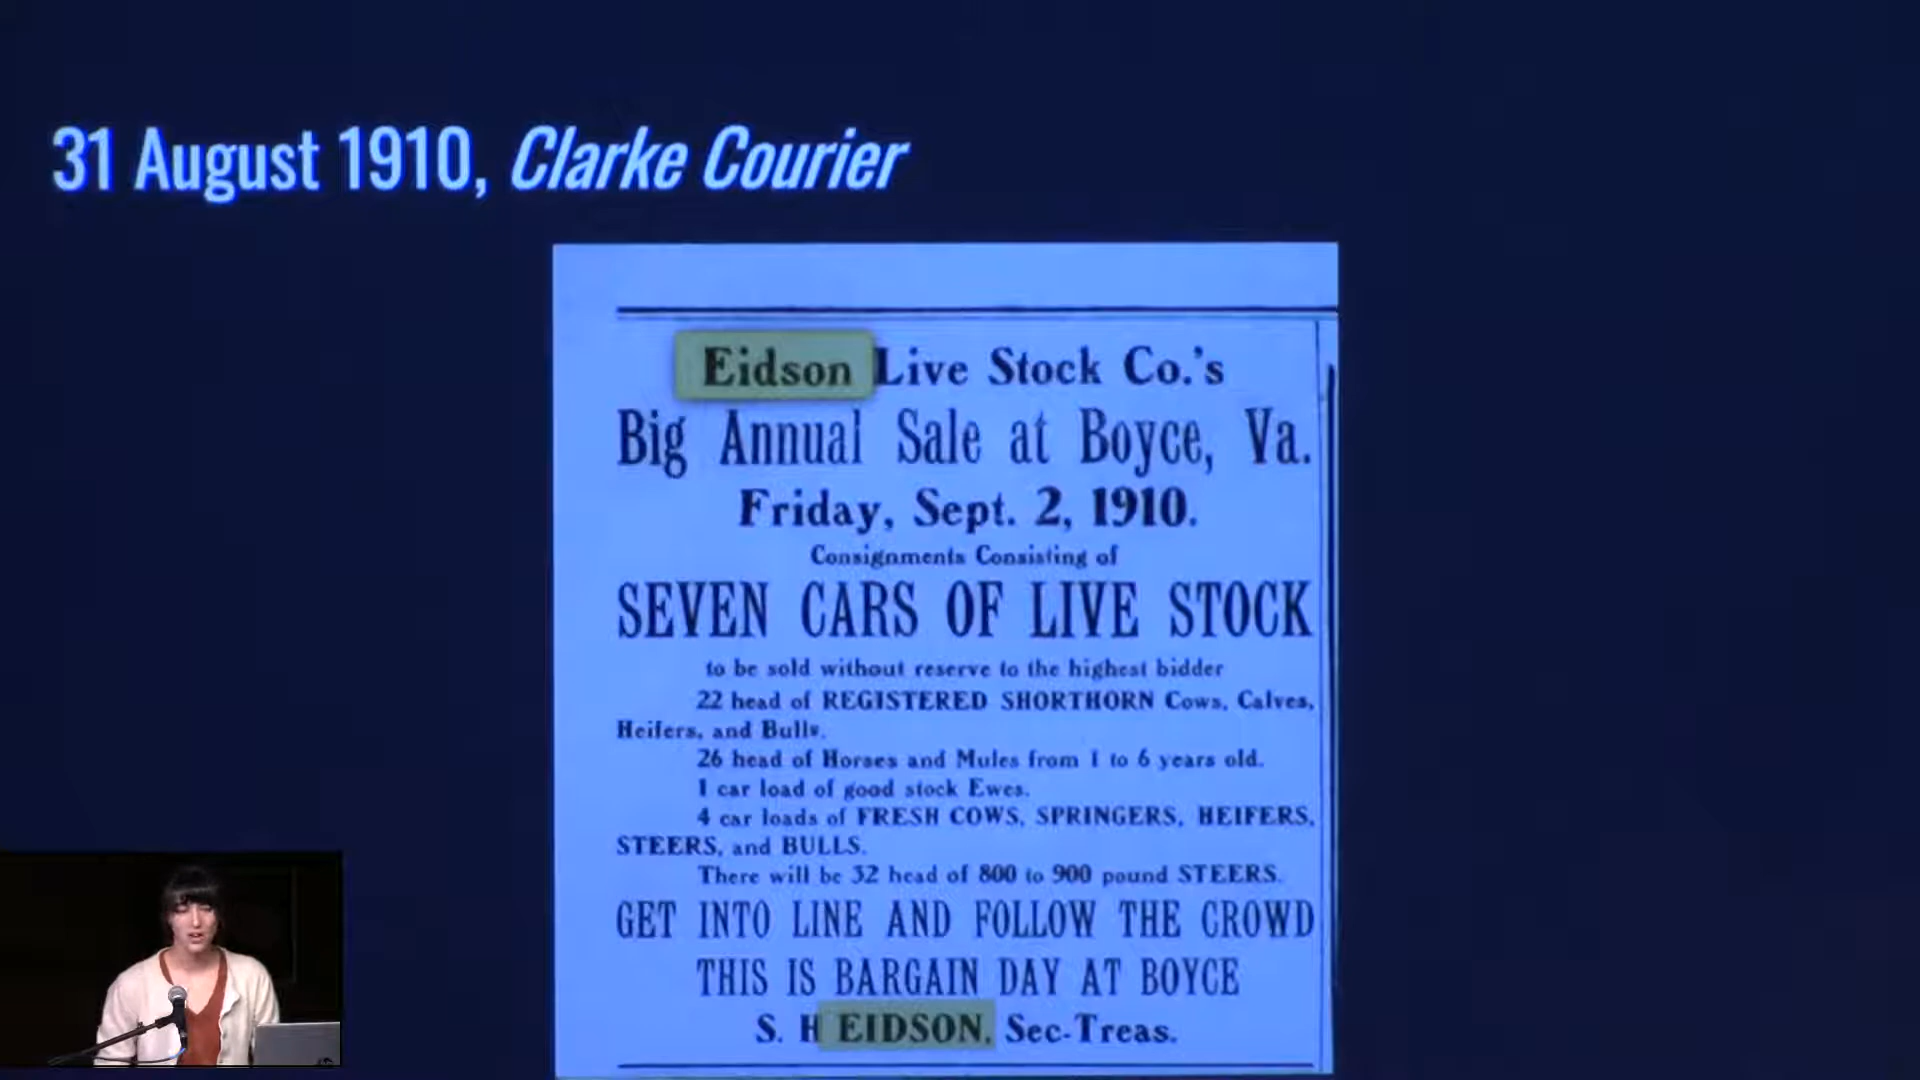 31 August 1910, Clarke Courier
Eidson Live Stock Co.'s
Big Annual Sale at Boyce, Va.
Friday, Sept. 2, 1910.
Consignments Consisting of
SEVEN CARS OF LIVE STOCK
to be sold without reserve to the highest bidder
22 head of REGISTERED SHORTHORN Cows, Calves,
Heifers, and Bulls.
26 head of Horses and Mules from 1 to 6 years old.
1 car load of good stock Ewes.
4 car loads of FRESH COWS, SPRINGERS, HEIFERS,
STEERS, and BULLS.
There will be 32 head of 800 to 900 pound STEERS.
GET INTO LINE AND FOLLOW THE CROWD
THIS IS BARGAIN DAY AT BOYCE
S. H EIDSON, Sec-Treas.